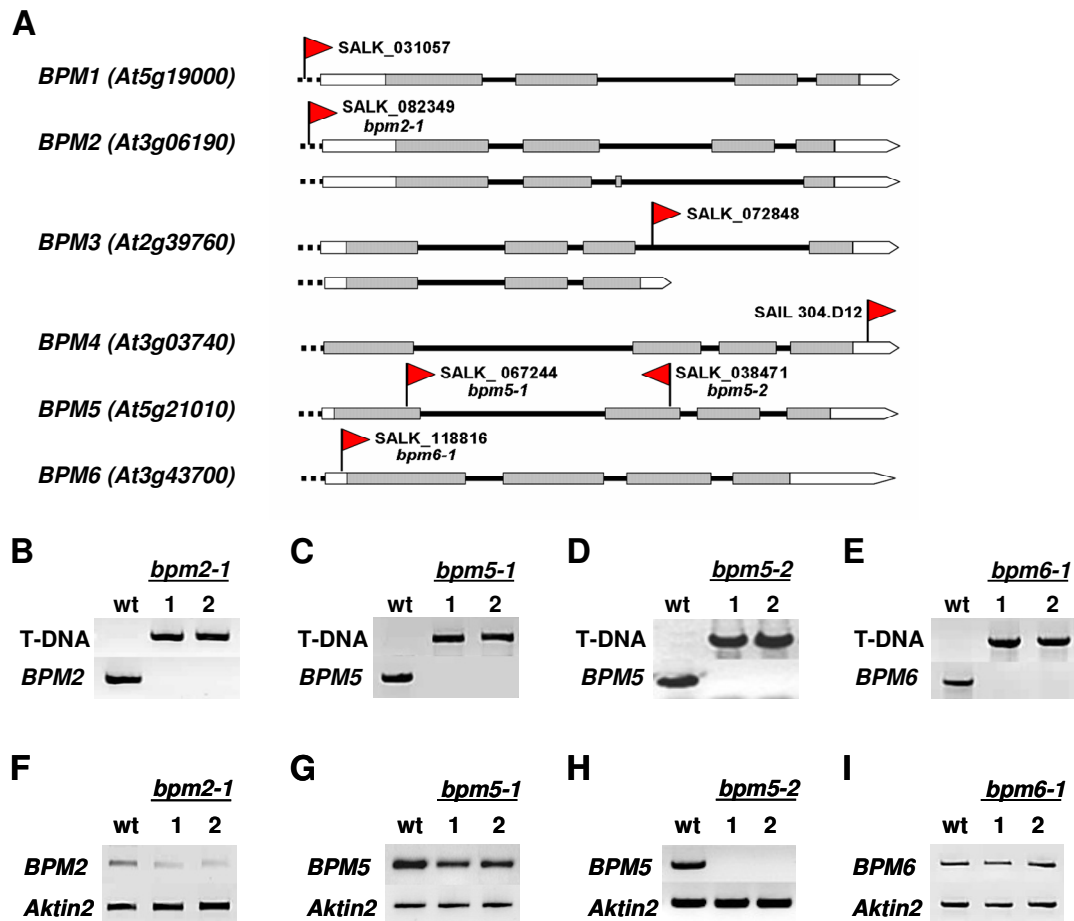 A
SALK_031057
BPM1 (At5g19000)
SALK_082349
bpm2-1
BPM2 (At3g06190)
SALK_072848
BPM3 (At2g39760)
SAIL 304.D12
BPM4 (At3g03740)
SALK_ 067244
bpm5-1
SALK_038471
bpm5-2
BPM5 (At5g21010)
SALK_118816
bpm6-1
BPM6 (At3g43700)
B
bpm2-1
wt 1 2
T-DNA
BPM2
C
bpm5-1
wt 1 2
T-DNA
BPM5
D
bpm5-2
wt 1 2
T-DNA
BPM5
E
bpm6-1
wt 1 2
T-DNA
BPM6
F
bpm2-1
wt 1 2
BPM2
Aktin2
G
bpm5-1
wt 1 2
BPM5
Aktin2
H
bpm5-2
wt 1 2
BPM5
Aktin2
I
bpm6-1
wt 1 2
BPM6
Aktin2